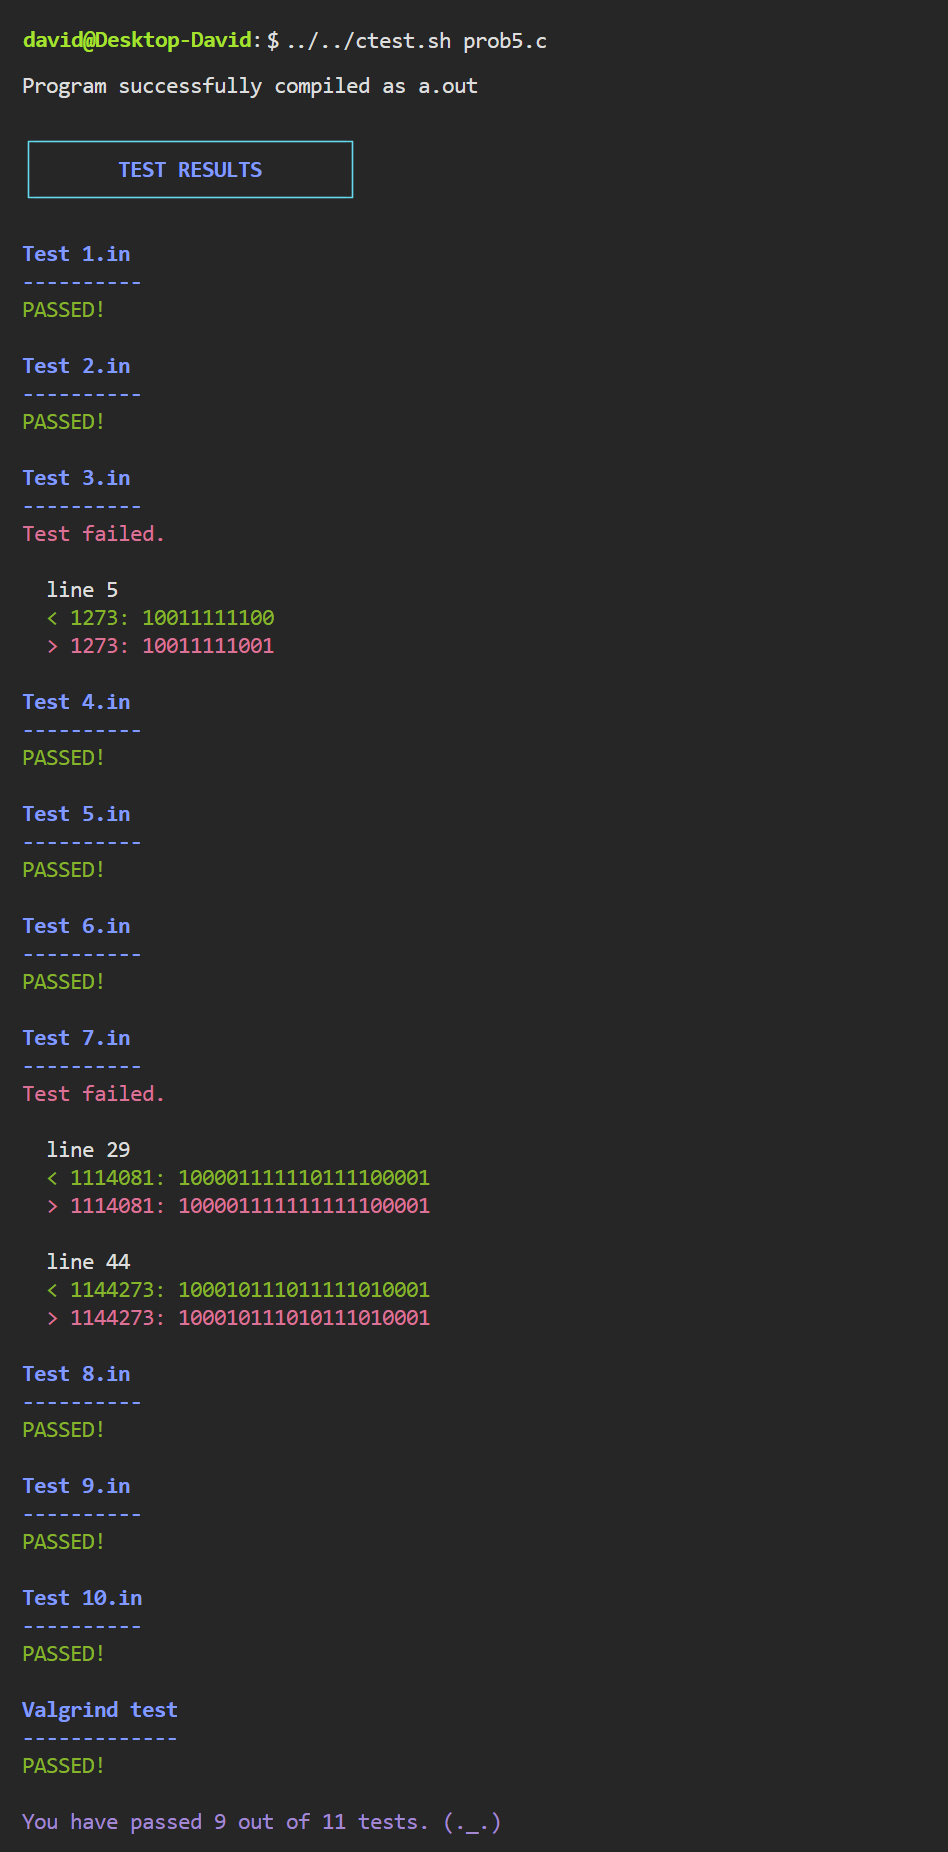 david@Desktop-David:$ ../../ctest.sh prob5.c
Program successfully compiled as a.out
TEST RESULTS
Test 1.in
----------
PASSED!
Test 2.in
----------
PASSED!
Test 3.in
----------
Test failed.
line 5
< 1273: 10011111100
> 1273: 10011111001
Test 4.in
----------
PASSED!
Test 5.in
----------
PASSED!
Test 6.in
----------
PASSED!
Test 7.in
----------
Test failed.
line 29
< 1114081: 100001111110111100001
> 1114081: 100001111111111100001
line 44
< 1144273: 100010111011111010001
> 1144273: 100010111010111010001
Test 8.in
----------
PASSED!
Test 9.in
----------
PASSED!
Test 10.in
----------
PASSED!
Valgrind test
-------------
PASSED!
You have passed 9 out of 11 tests. (._.)